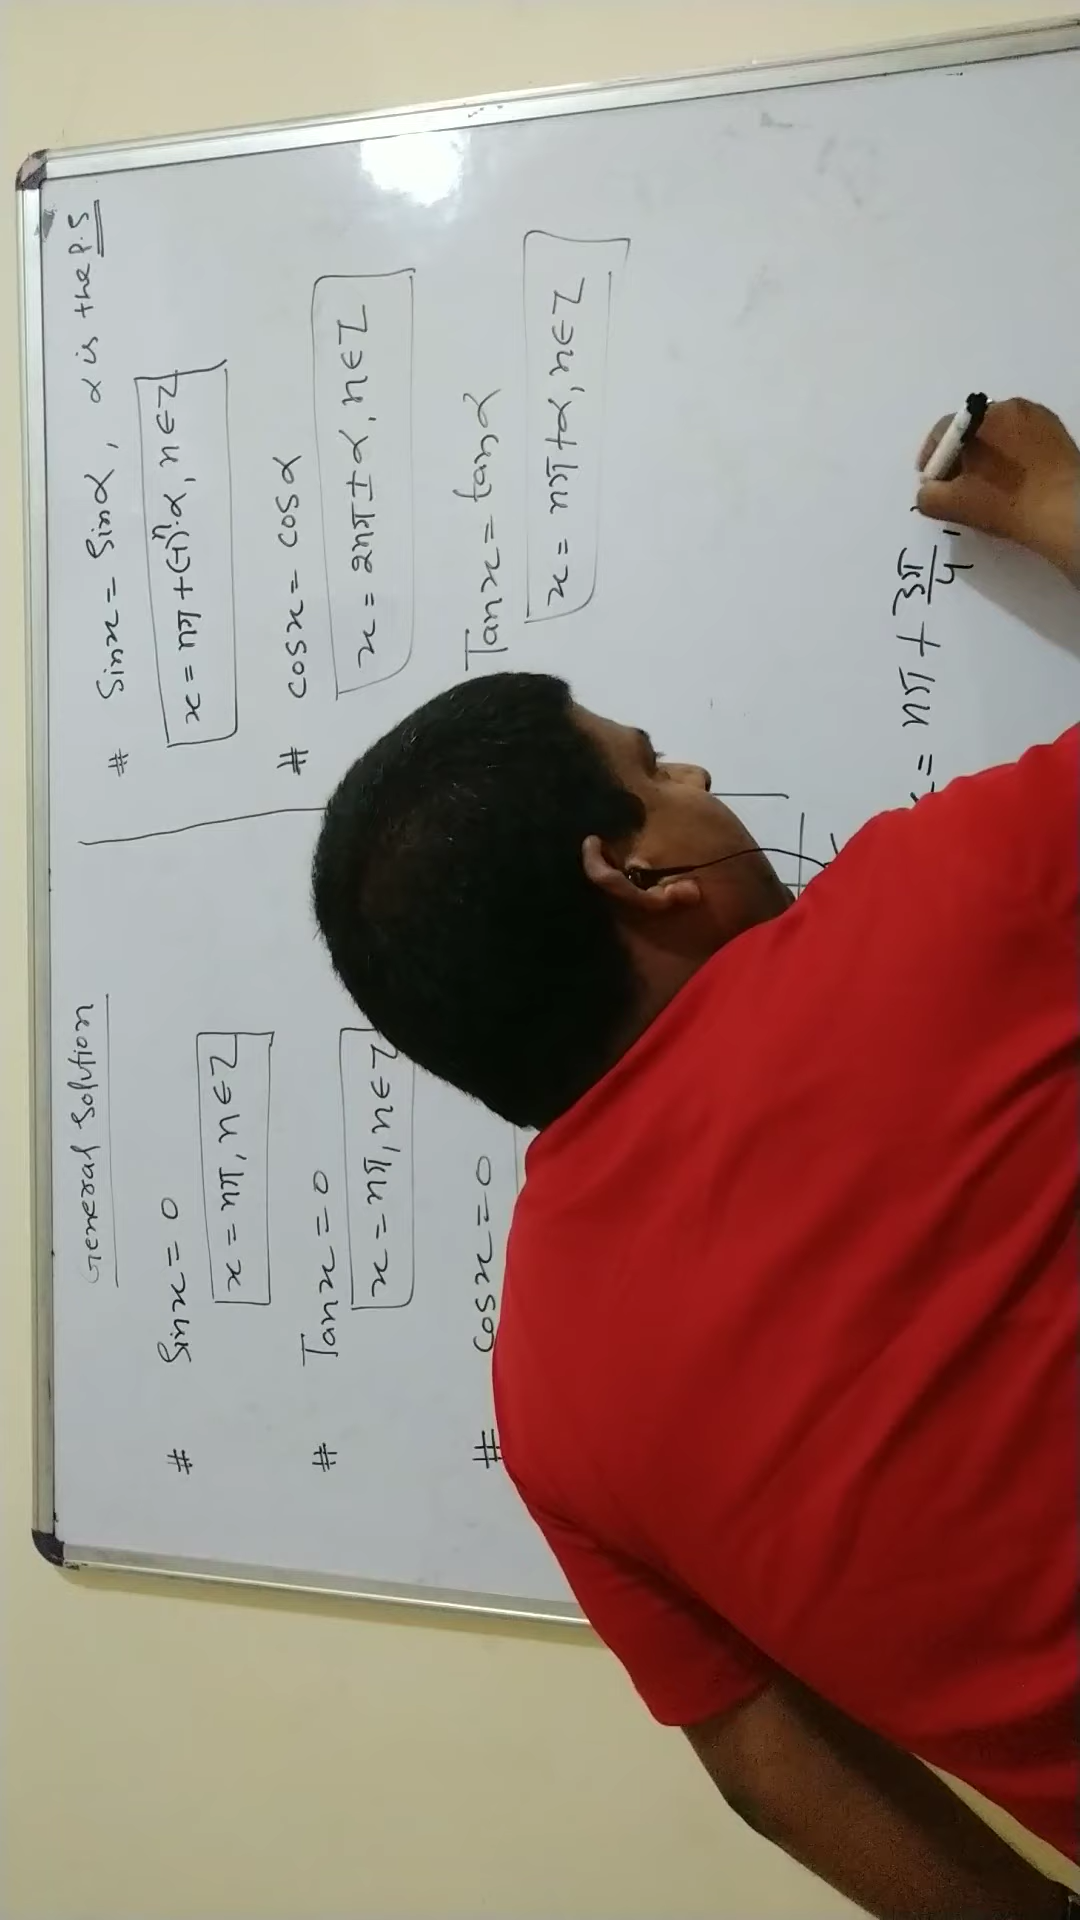 General Solution
# Sinx = 0
x = nπ, n∈Z
# Tanx = 0
x = nπ, n∈Z
# cosx = 0
# Sinx = Sinα, α is the P.S
x = nπ + (-1)ⁿ.α, n∈Z
# cosx = cosα
x = 2nπ ± α, n∈Z
Tanx = tanα
x = nπ + α, n∈Z
= nπ + 3π/4,